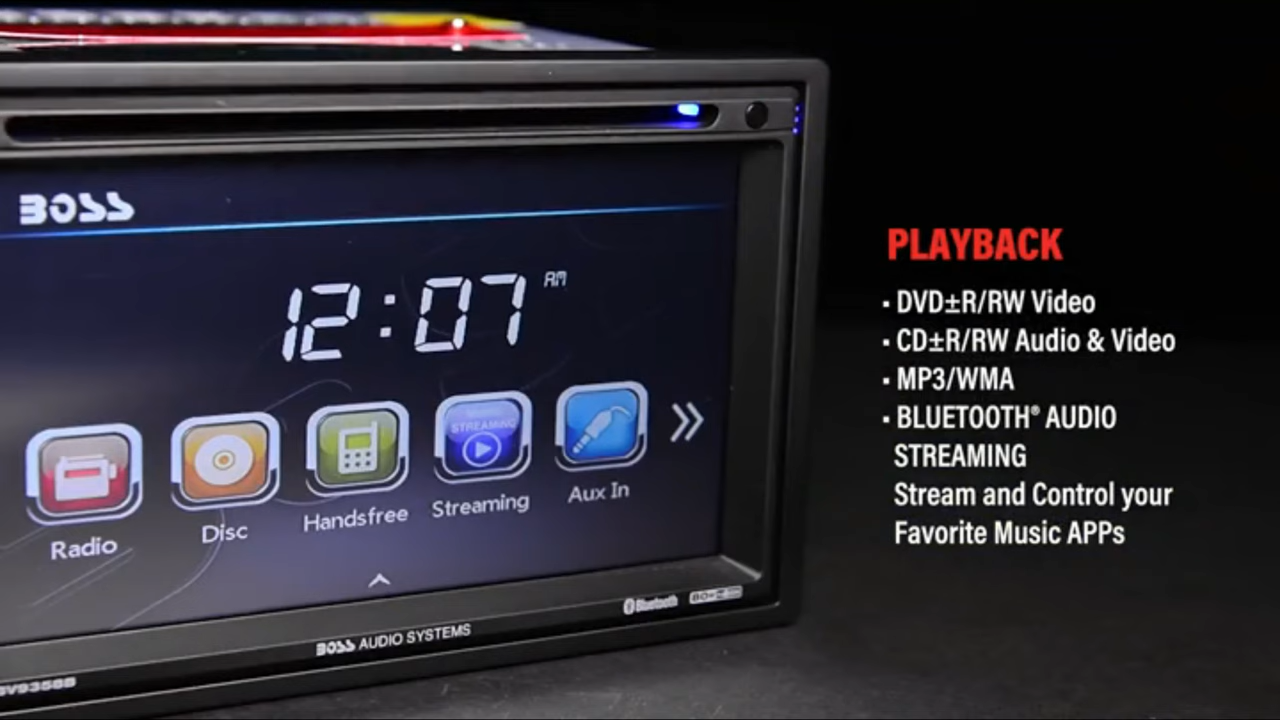 BOSS
12:07 AM
STREAMING
Radio
Disc
Handsfree
Streaming
Aux In
Bluetooth
BOSS AUDIO SYSTEMS
BV9358B
PLAYBACK
· DVD±R/RW Video
· CD±R/RW Audio & Video
· MP3/WMA
· BLUETOOTH® AUDIO
STREAMING
Stream and Control your
Favorite Music APPs